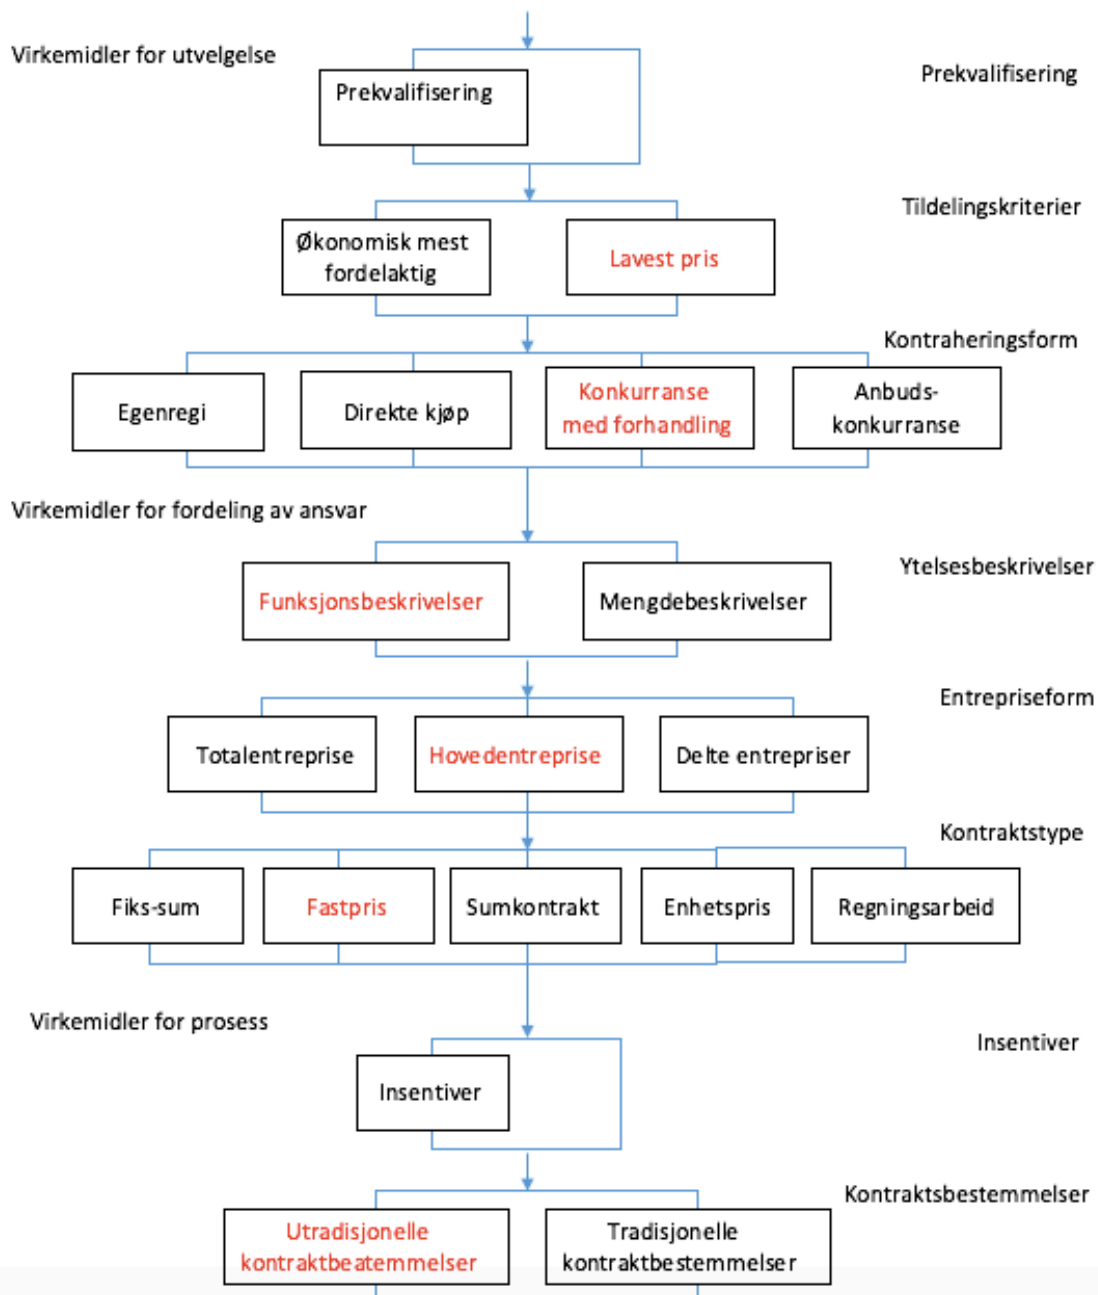 Virkemidler for utvelgelse
Prekvalifisering
Prekvalifisering
Tildelingskriterier
Økonomisk mest
fordelaktig
Lavest pris
Kontraheringsform
Egenregi
Direkte kjøp
Konkurranse
med forhandling
Anbuds-
konkurranse
Virkemidler for fordeling av ansvar
Ytelsesbeskrivelser
Funksjonsbeskrivelser
Mengdebeskrivelser
Entrepriseform
Totalentreprise
Hovedentreprise
Delte entrepriser
Kontraktstype
Fiks-sum
Fastpris
Sumkontrakt
Enhetspris
Regningsarbeid
Virkemidler for prosess
Insentiver
Insentiver
Kontraktsbestemmelser
Utradisjonelle
kontraktbeatemmelser
Tradisjonelle
kontraktbestemmelser